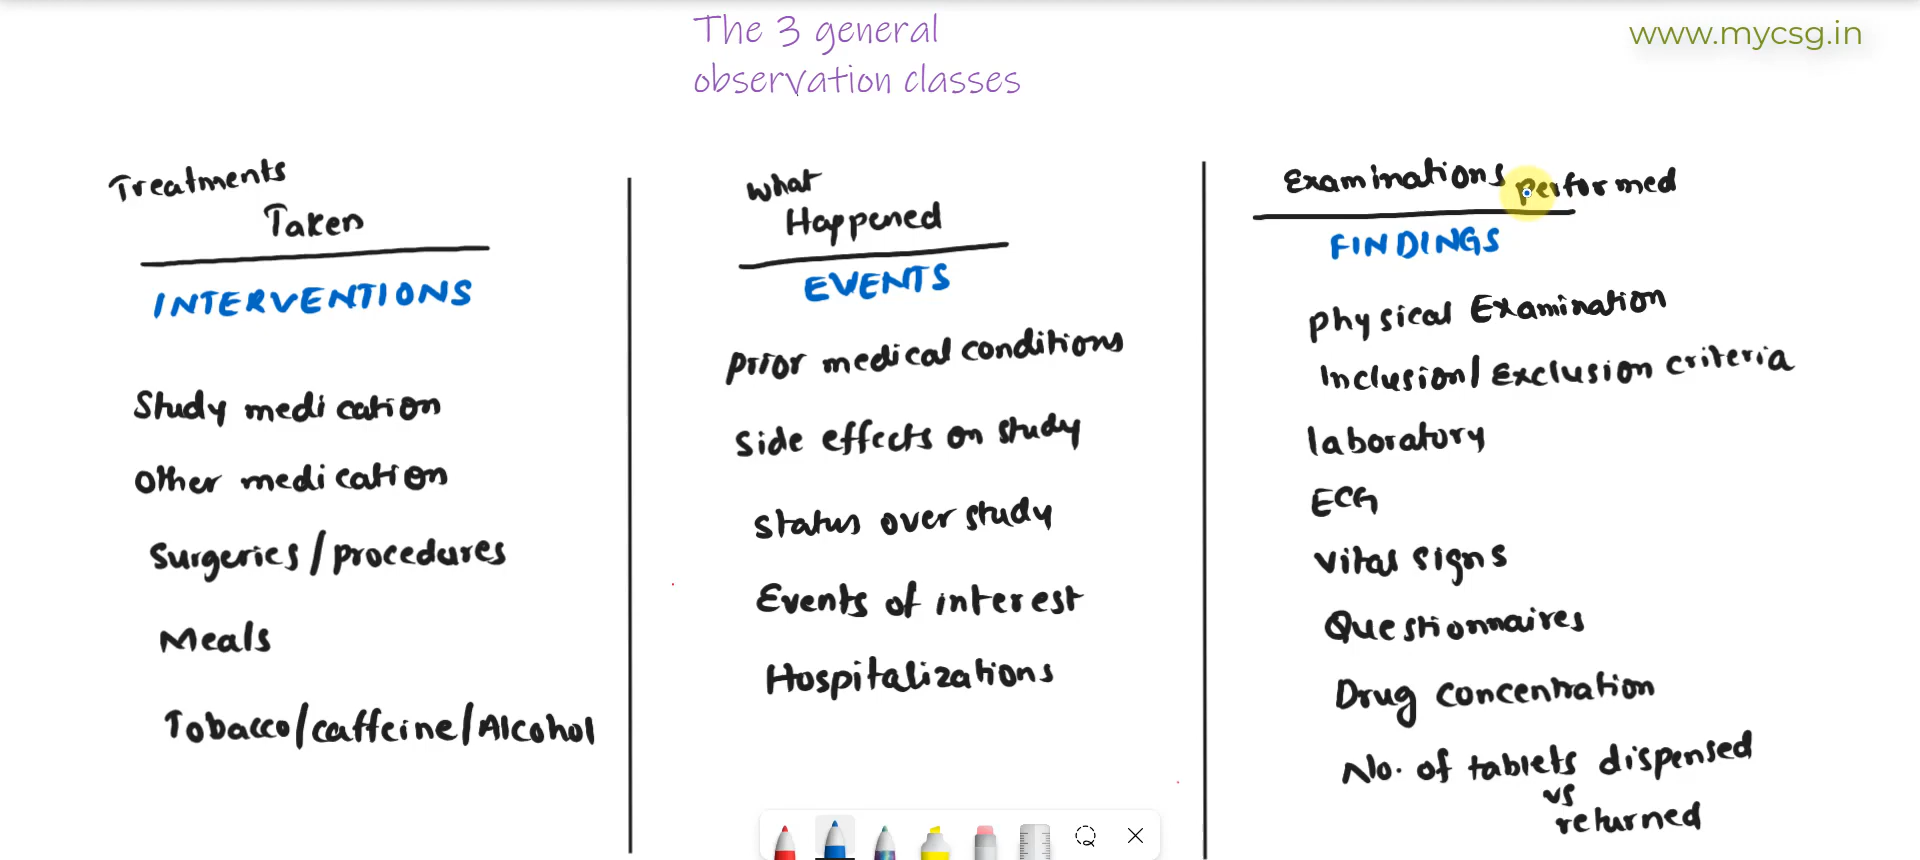 The 3 general
observation classes
www.mycsg.in
Treatments
Taken
INTERVENTIONS
Study medication
Other medication
Surgeries/procedures
Meals
Tobacco/caffeine/Alcohol
What
Happened
EVENTS
Prior medical conditions
Side effects on study
Status over study
Events of interest
Hospitalizations
Examinations performed
FINDINGS
Physical Examination
Inclusion/Exclusion criteria
laboratory
ECG
Vital signs
Questionnaires
Drug concentration
No. of tablets dispensed
vs
returned